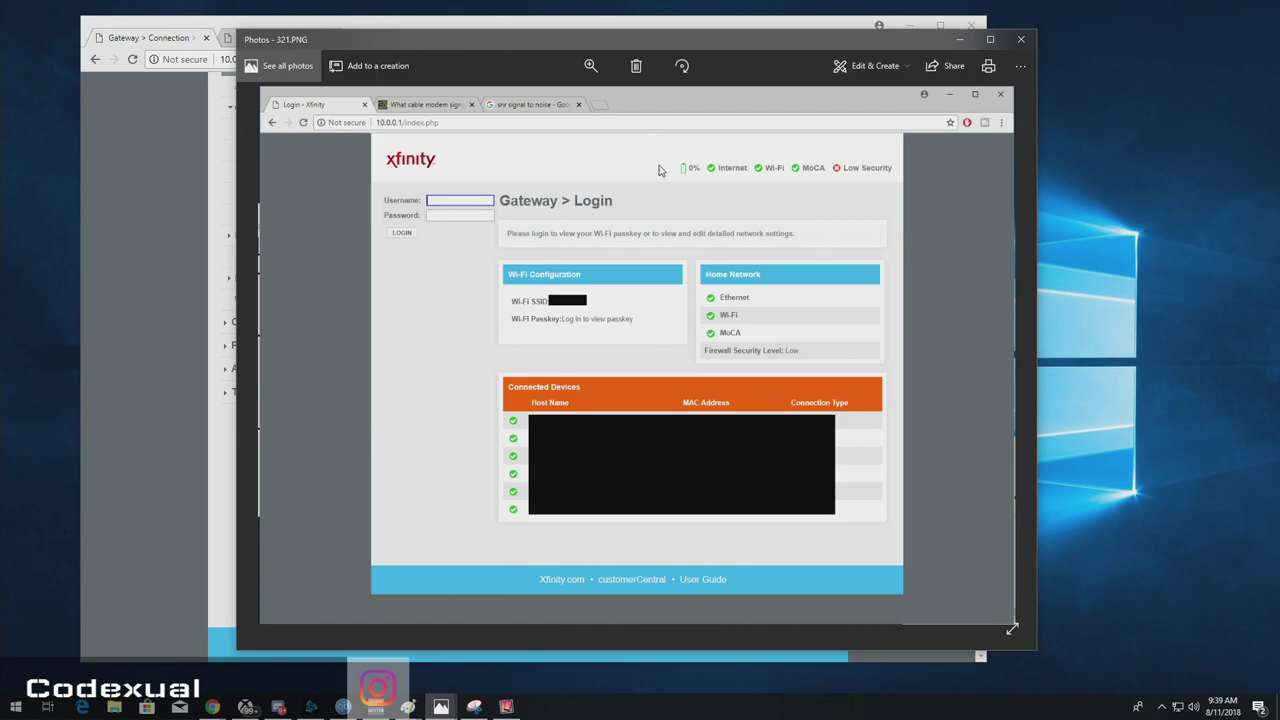 Gateway > Connection >
Not secure
10.0
Photos - 321.PNG
See all photos
Add to a creation
Edit & Create
Share
Login - Xfinity
What cable modem sign
snr signal to noise - Goo
Not secure
10.0.0.1/index.php
xfinity
0%
Internet
Wi-Fi
MoCA
Low Security
Username:
Password:
LOGIN
Gateway > Login
Please login to view your Wi-Fi passkey or to view and edit detailed network settings.
Wi-Fi Configuration
Wi-Fi SSID
Wi-Fi Passkey:Log in to view passkey
Home Network
Ethernet
Wi-Fi
MoCA
Firewall Security Level: Low
Connected Devices
Host Name
MAC Address
Connection Type
Xfinity.com • customerCentral • User Guide
Codexual
99+
9:39 AM
8/11/2018
2